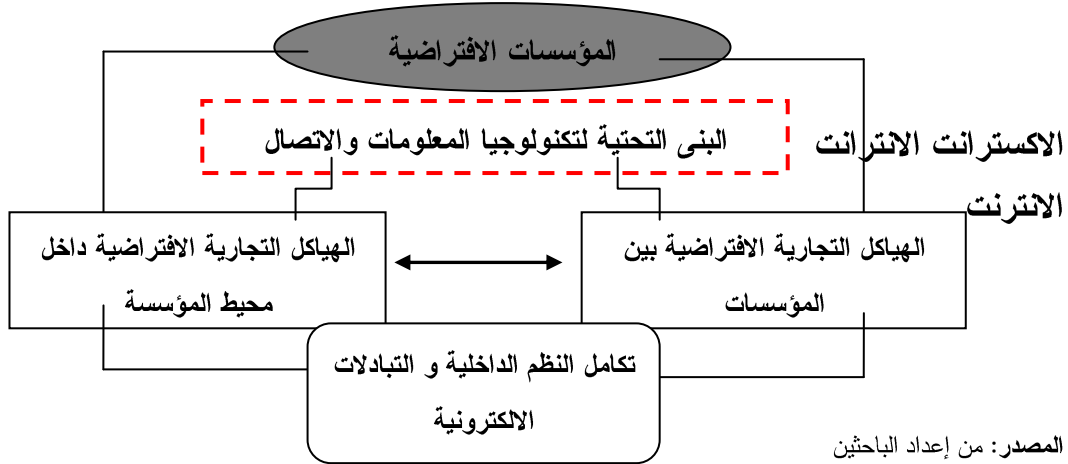 المؤسسات الافتراضية
البنى التحتية لتكنولوجيا المعلومات والاتصال
الاكسترانت الانترانت
الانترنت
الهياكل التجارية الافتراضية بين
المؤسسات
الهياكل التجارية الافتراضية داخل
محيط المؤسسة
تكامل النظم الداخلية و التبادلات
الالكترونية
المصدر: من إعداد الباحثين